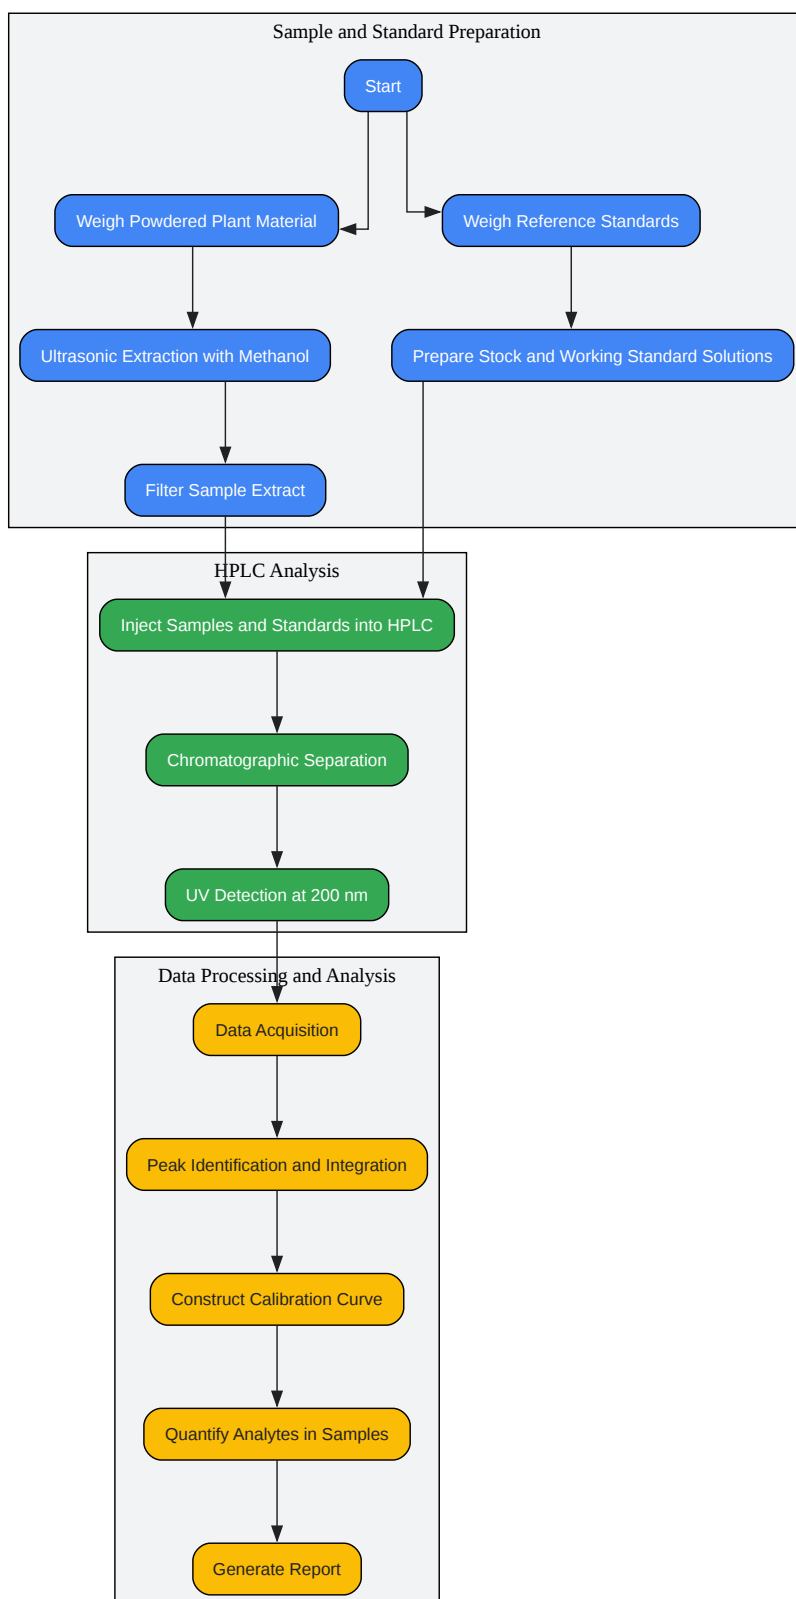 Sample and Standard Preparation
Start
Weigh Powdered Plant Material
Weigh Reference Standards
Ultrasonic Extraction with Methanol
Prepare Stock and Working Standard Solutions
Filter Sample Extract
HPLC Analysis
Inject Samples and Standards into HPLC
Chromatographic Separation
UV Detection at 200 nm
Data Processing and Analysis
Data Acquisition
Peak Identification and Integration
Construct Calibration Curve
Quantify Analytes in Samples
Generate Report